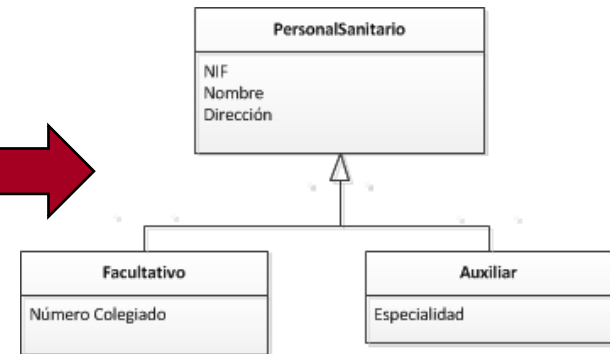 PersonalSanitario
NIF
Nombre
Dirección
Facultativo
Número Colegiado
Auxiliar
Especialidad